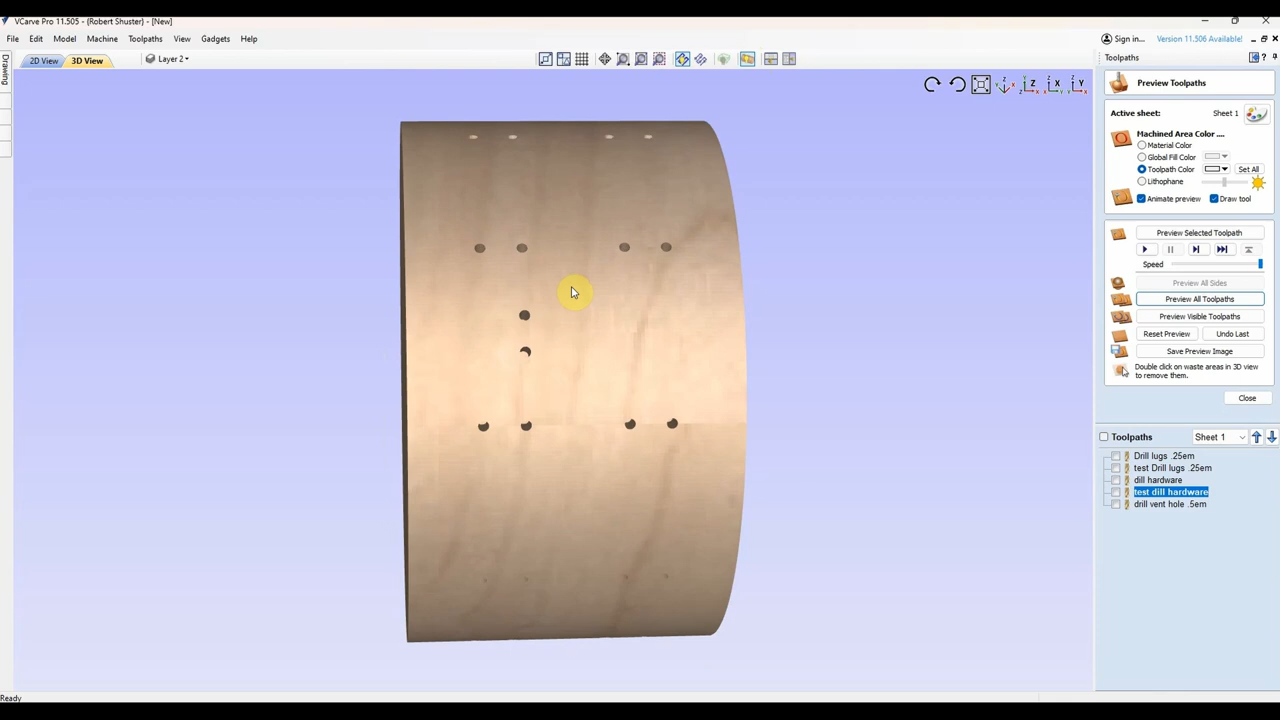 VCarve Pro 11.505 - {Robert Shuster} - [New]
File Edit Model Machine Toolpaths View Gadgets Help
Sign in... Version 11.506 Available!
Drawing
2D View 3D View Layer 2
Toolpaths
Z X Y
Preview Toolpaths
Active sheet: Sheet 1
Machined Area Color ....
Material Color
Global Fill Color
Toolpath Color Set All
Lithophane
Animate preview Draw tool
Preview Selected Toolpath
Speed
Preview All Sides
Preview All Toolpaths
Preview Visible Toolpaths
Reset Preview Undo Last
Save Preview Image
Double click on waste areas in 3D view
to remove them.
Close
Toolpaths Sheet 1
Drill lugs .25em
test Drill lugs .25em
dill hardware
test dill hardware
drill vent hole .5em
Ready